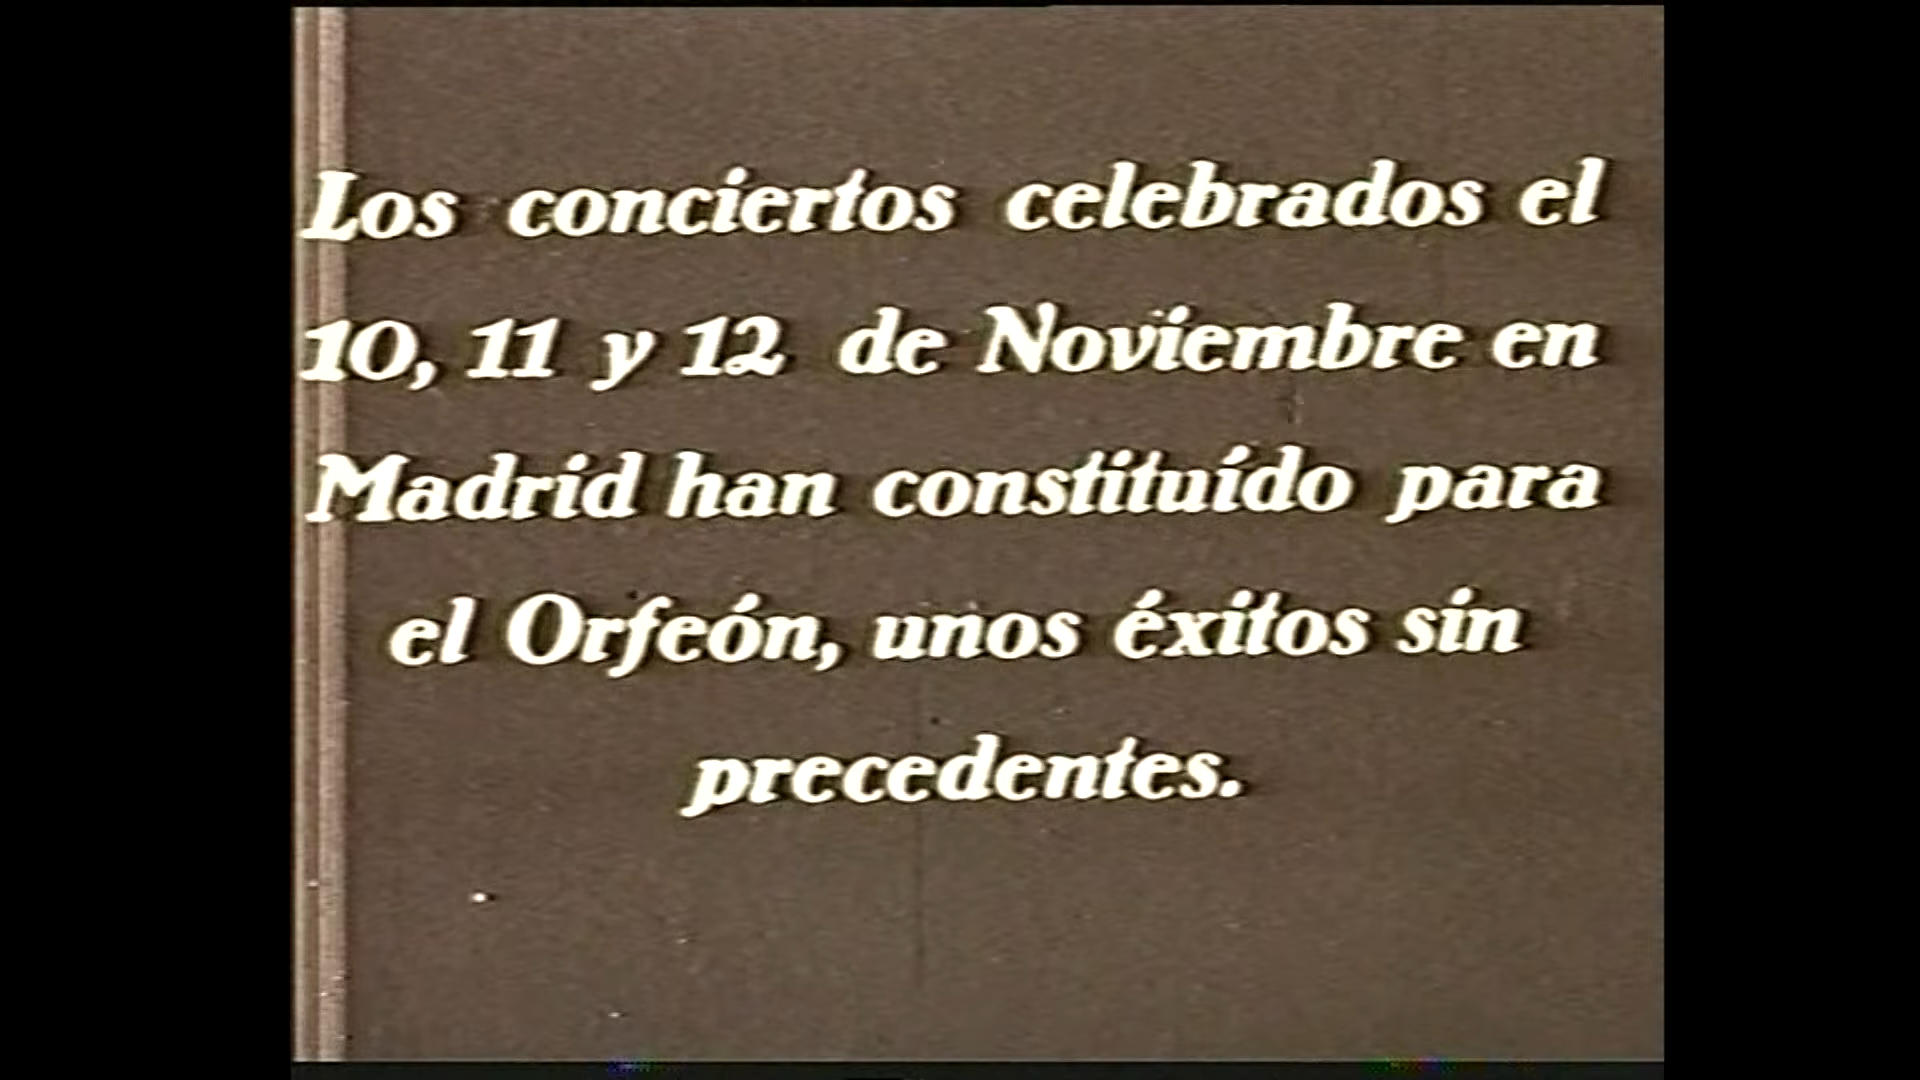 Los conciertos celebrados el
10, 11 y 12 de Noviembre en
Madrid han constituído para
el Orfeón, unos éxitos sin
precedentes.